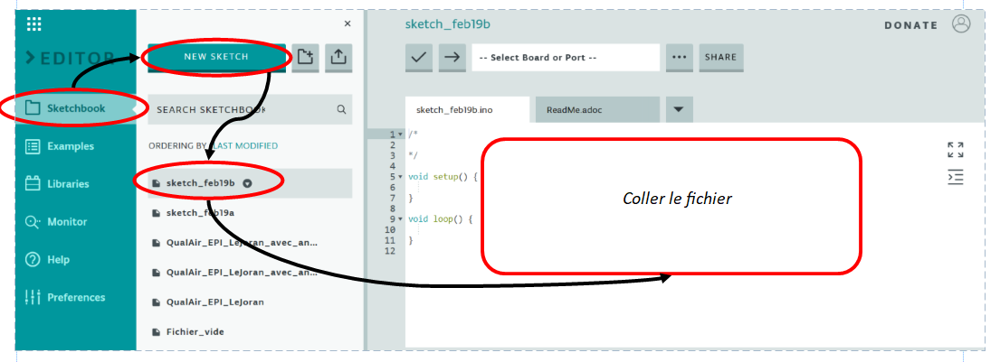 EDITOR
Sketchbook
Examples
Libraries
Monitor
Help
Preferences
×
NEW SKETCH
SEARCH SKETCHBOOK
ORDERING BY LAST MODIFIED
sketch_feb19b
sketch_feb19a
QualAir_EPI_LeJoran_avec_an...
QualAir_EPI_LeJoran_avec_an...
QualAir_EPI_LeJoran
Fichier_vide
sketch_feb19b
DONATE
-- Select Board or Port --
SHARE
sketch_feb19b.ino
ReadMe.adoc
1 /*
2
3 */
4
5 void setup() {
6
7 }
8
9 void loop() {
10
11 }
12
Coller le fichier